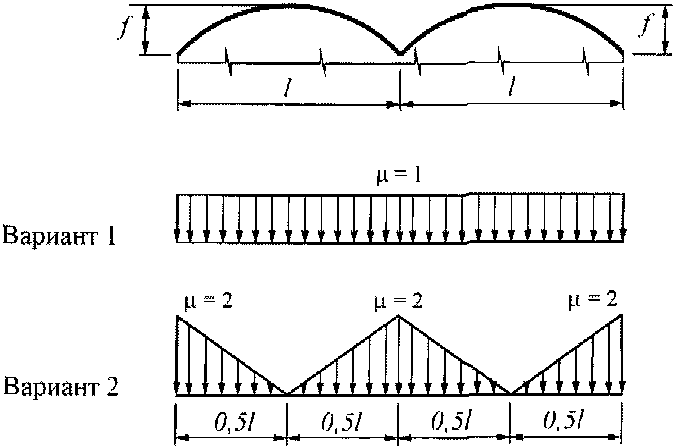 f f
l l
μ = 1
Вариант 1
μ = 2 μ = 2 μ = 2
Вариант 2
0,5l 0,5l 0,5l 0,5l